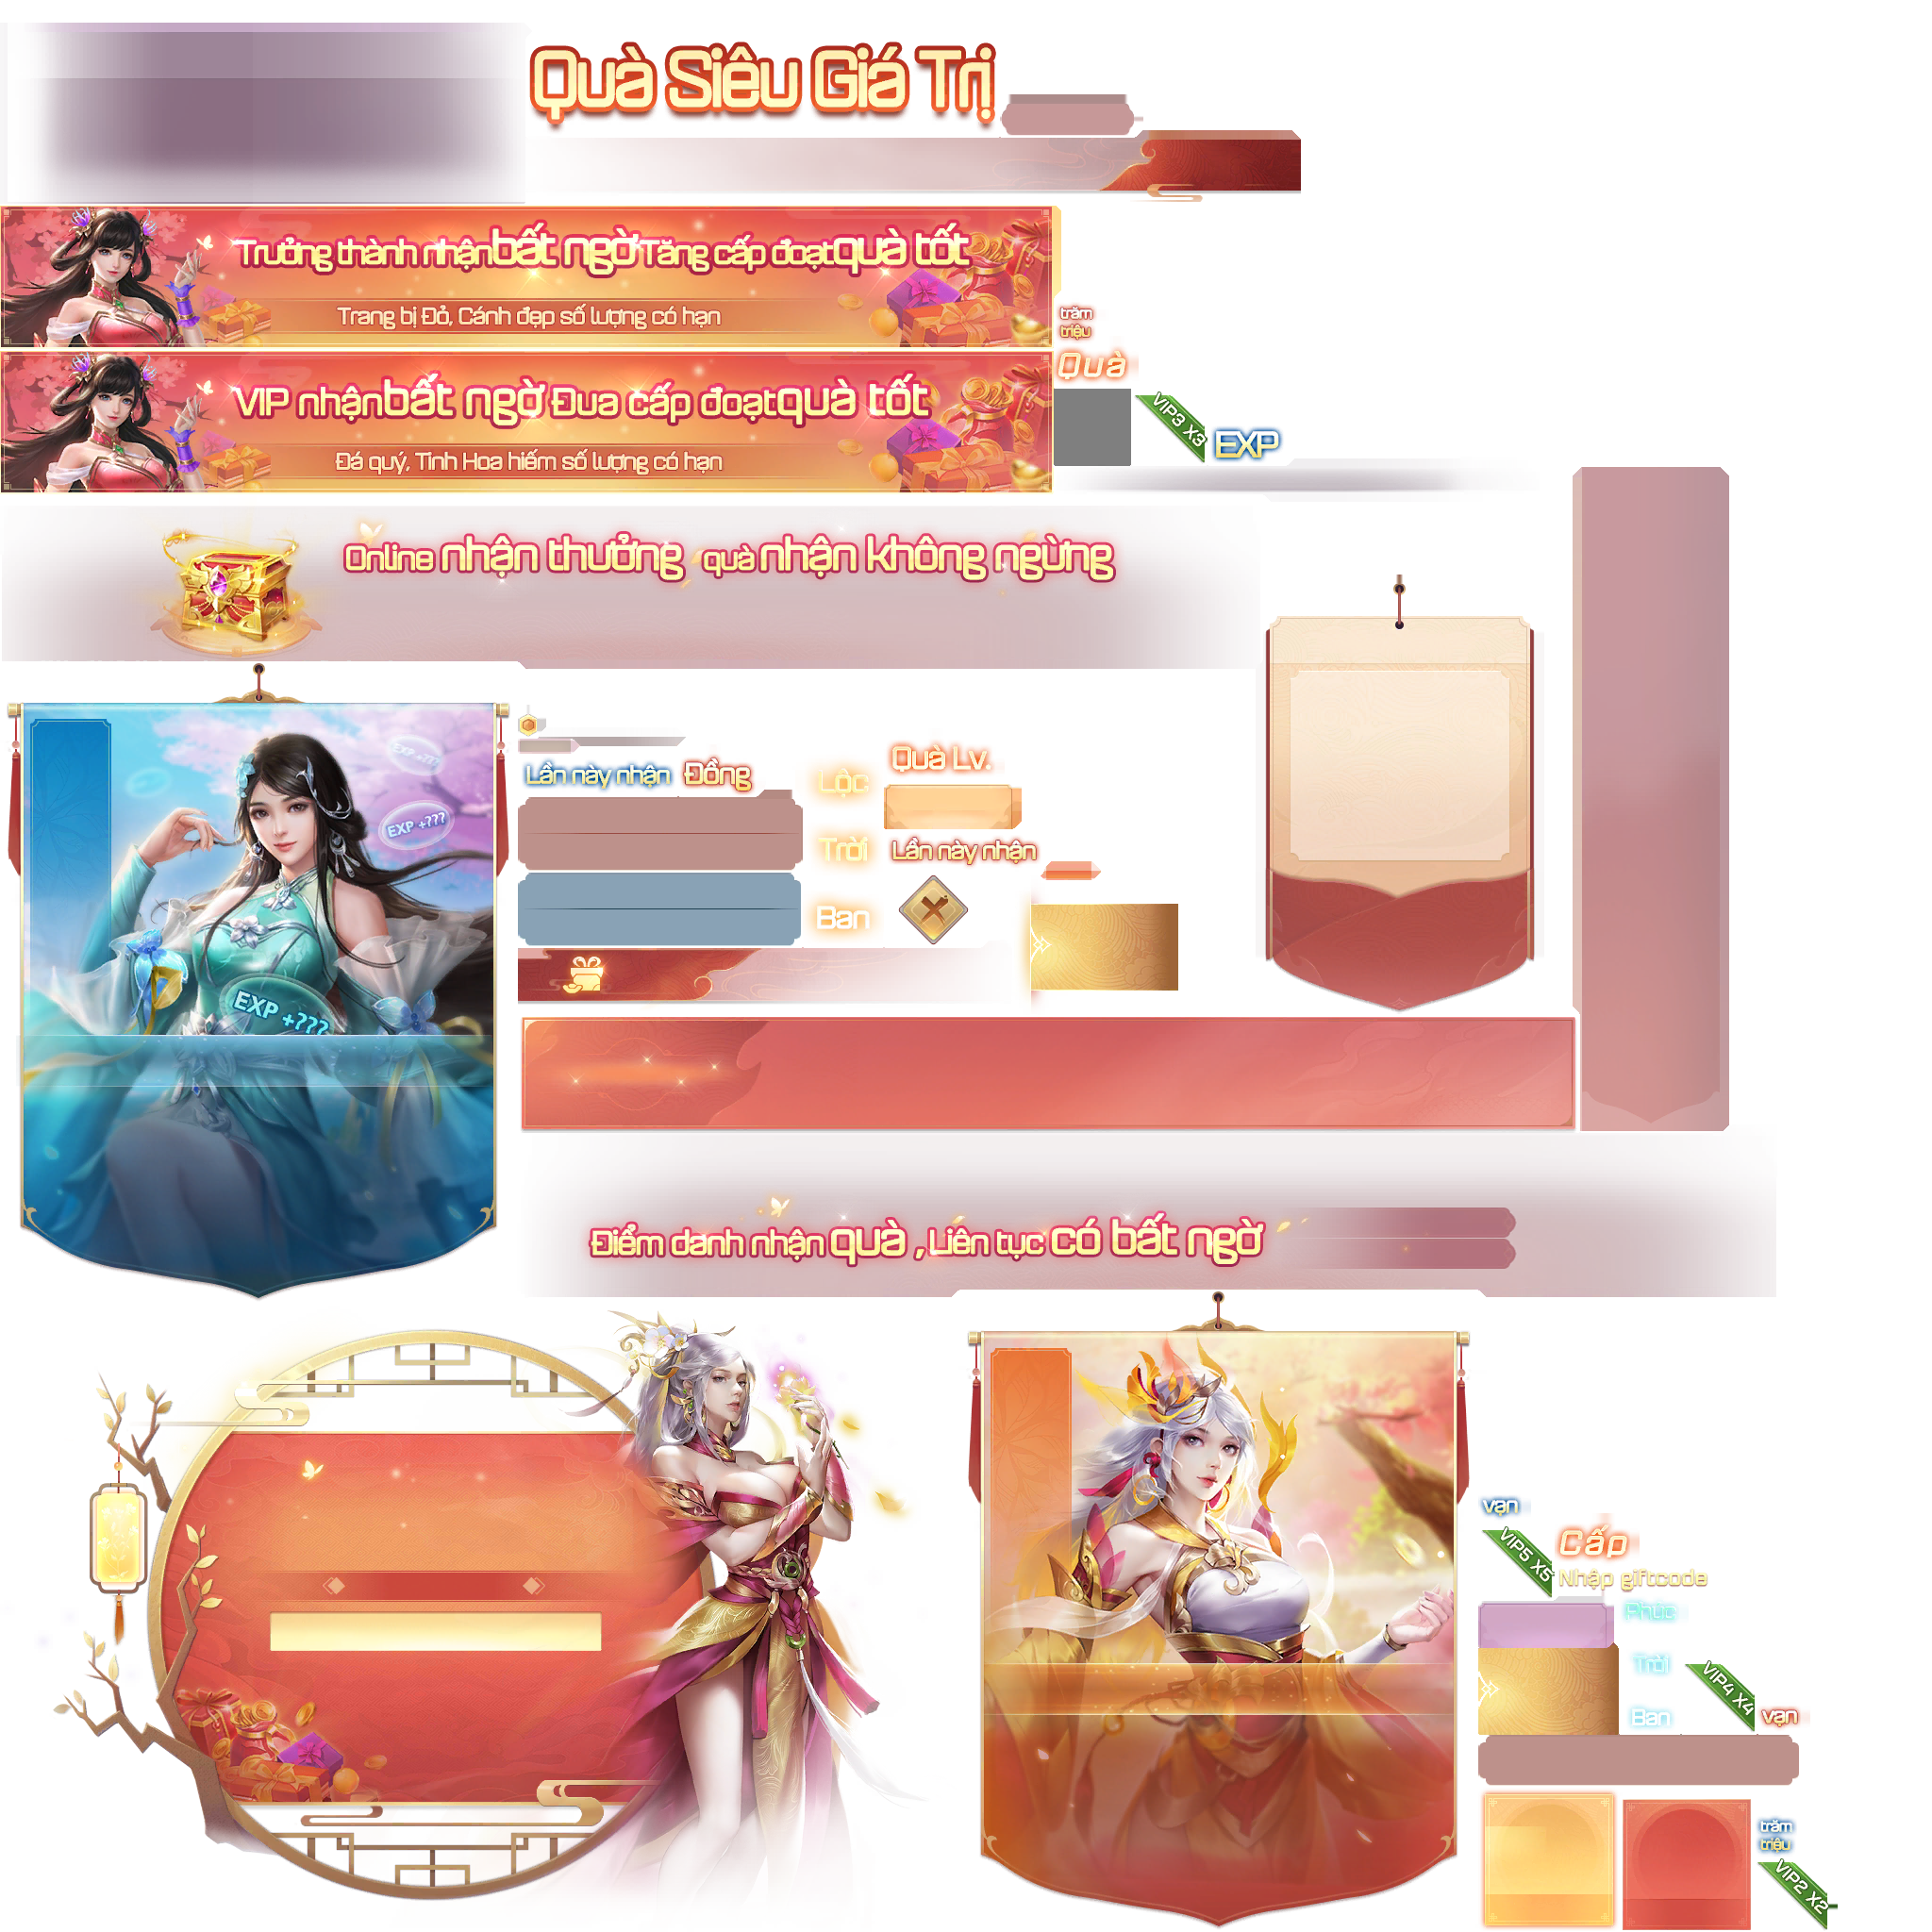 Quà Siêu Giá Trị
Trưởng thành nhận bất ngờ Tăng cấp đoạt quà tốt
Trang bị Đỏ, Cánh đẹp số lượng có hạn
trăm
triệu
Quà
VIP nhận bất ngờ Đua cấp đoạt quà tốt
Đá quý, Tinh Hoa hiếm số lượng có hạn
VIP3 X3
EXP
Online nhận thưởng quà nhận không ngừng
EXP +???
EXP +???
EXP +???
Lần này nhận
Đồng
Lộc
Trời
Ban
Quà Lv.
Lần này nhận
Điểm danh nhận quà , Liên tục có bất ngờ
vạn
VIP5 X5
Cấp
Nhập giftcode
Phúc
Trời
Ban
VIP4 X4
vạn
trăm
triệu
VIP2 X2